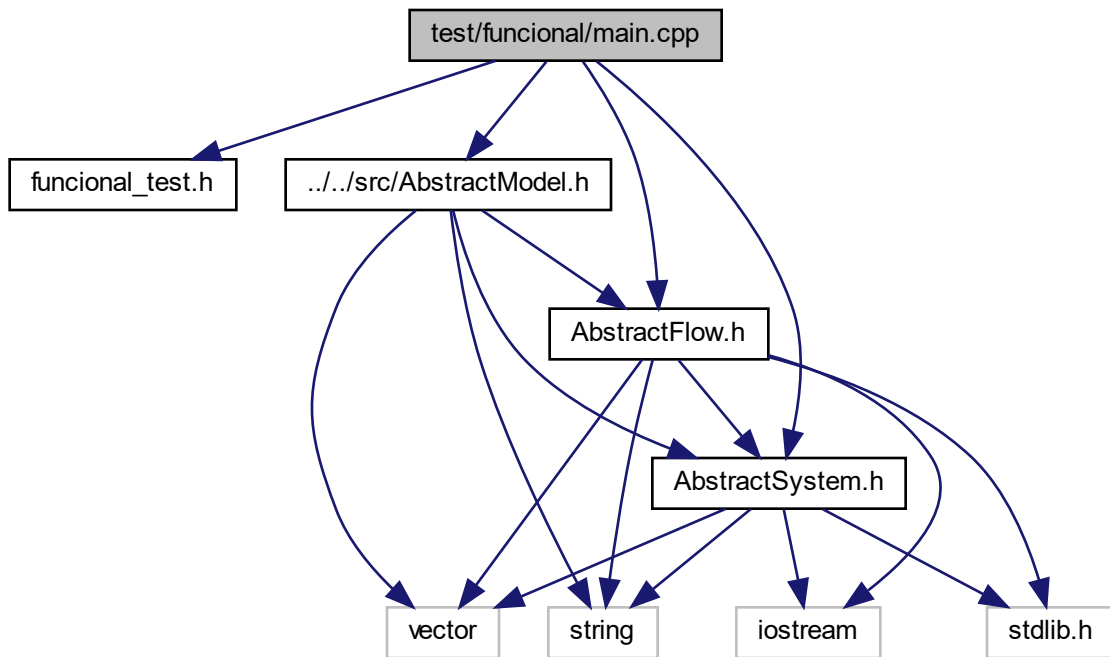 test/funcional/main.cpp
funcional_test.h
../../src/AbstractModel.h
AbstractFlow.h
AbstractSystem.h
vector
string
iostream
stdlib.h